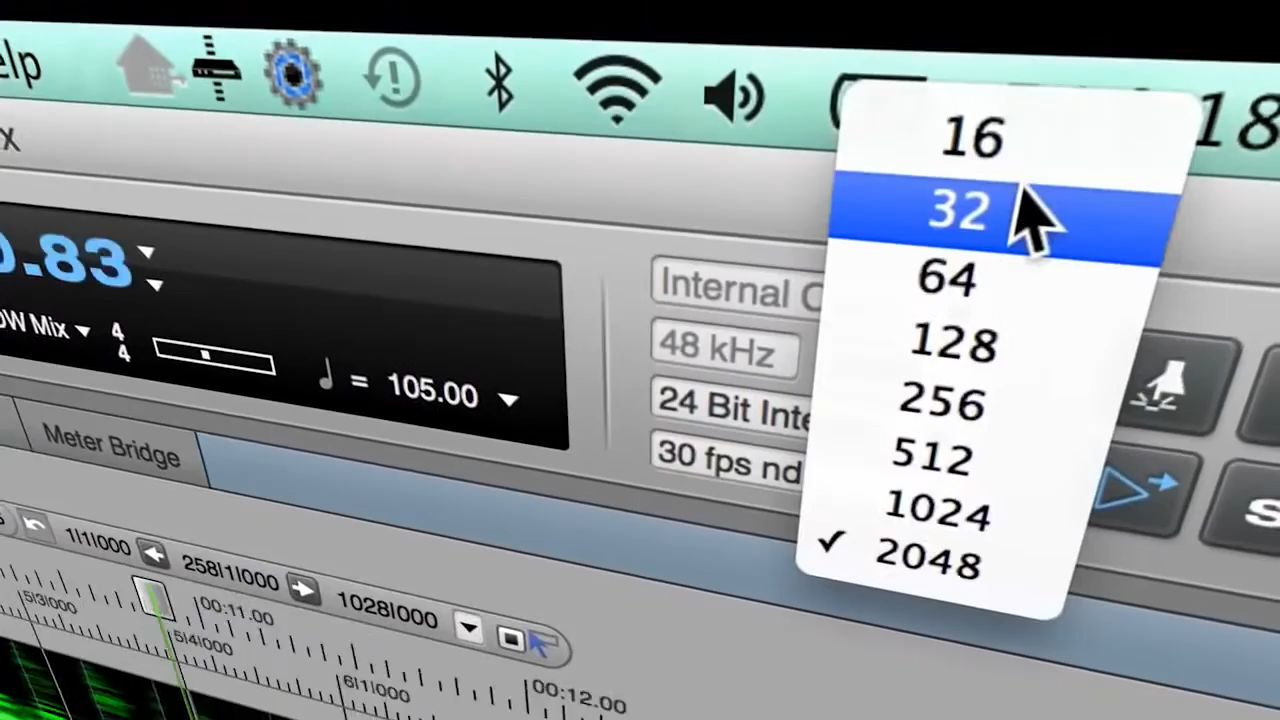 elp
18
x
16
32
64
128
256
512
1024
✓ 2048
0.83
OW Mix
4
4
♩ = 105.00
Internal C
48 kHz
24 Bit Inte
30 fps nd
S
Meter Bridge
1|1|000
258|1|000
1028|000
00:11.00
5|3|000
5|4|000
6|1|000
00:12.00